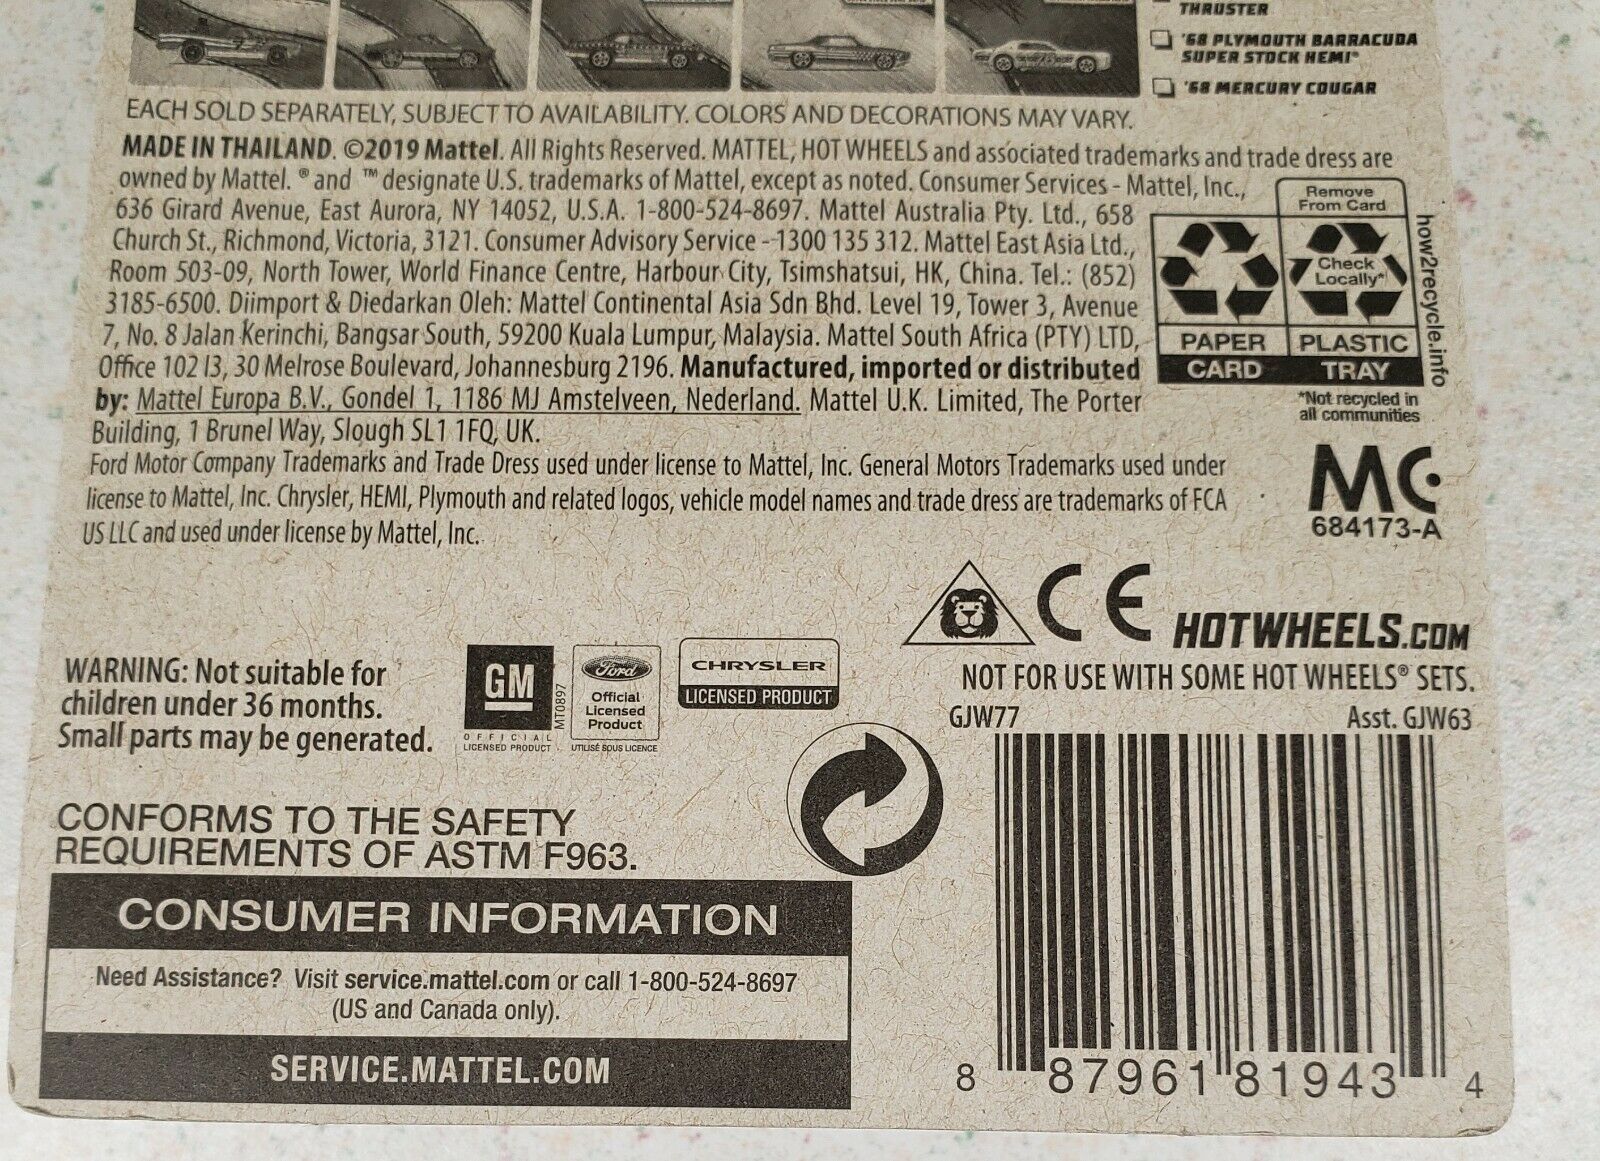 THRUSTER
'68 PLYMOUTH BARRACUDA
SUPER STOCK HEMI®
'68 MERCURY COUGAR
EACH SOLD SEPARATELY, SUBJECT TO AVAILABILITY. COLORS AND DECORATIONS MAY VARY.
MADE IN THAILAND. ©2019 Mattel. All Rights Reserved. MATTEL, HOT WHEELS and associated trademarks and trade dress are
owned by Mattel. ® and ™ designate U.S. trademarks of Mattel, except as noted. Consumer Services - Mattel, Inc.,
636 Girard Avenue, East Aurora, NY 14052, U.S.A. 1-800-524-8697. Mattel Australia Pty. Ltd., 658
Church St., Richmond, Victoria, 3121. Consumer Advisory Service - 1300 135 312. Mattel East Asia Ltd.,
Room 503-09, North Tower, World Finance Centre, Harbour City, Tsimshatsui, HK, China. Tel.: (852)
3185-6500. Diimport & Diedarkan Oleh: Mattel Continental Asia Sdn Bhd. Level 19, Tower 3, Avenue
7, No. 8 Jalan Kerinchi, Bangsar South, 59200 Kuala Lumpur, Malaysia. Mattel South Africa (PTY) LTD,
Office 102 I3, 30 Melrose Boulevard, Johannesburg 2196. Manufactured, imported or distributed
by: Mattel Europa B.V., Gondel 1, 1186 MJ Amstelveen, Nederland. Mattel U.K. Limited, The Porter
Building, 1 Brunel Way, Slough SL1 1FQ, UK.
Ford Motor Company Trademarks and Trade Dress used under license to Mattel, Inc. General Motors Trademarks used under
license to Mattel, Inc. Chrysler, HEMI, Plymouth and related logos, vehicle model names and trade dress are trademarks of FCA
US LLC and used under license by Mattel, Inc.
Remove
From Card
Check
Locally*
PAPER
PLASTIC
CARD
TRAY
how2recycle.info
*Not recycled in
all communities
MC
684173-A
CE
HOTWHEELS.COM
NOT FOR USE WITH SOME HOT WHEELS® SETS.
GJW77
Asst. GJW63
WARNING: Not suitable for
children under 36 months.
Small parts may be generated.
GM
OFFICIAL
LICENSED PRODUCT
MT0897
Ford
Official
Licensed
Product
UTILISÉ SOUS LICENCE
CHRYSLER
LICENSED PRODUCT
CONFORMS TO THE SAFETY
REQUIREMENTS OF ASTM F963.
CONSUMER INFORMATION
Need Assistance? Visit service.mattel.com or call 1-800-524-8697
(US and Canada only).
SERVICE.MATTEL.COM
8 87961 81943 4